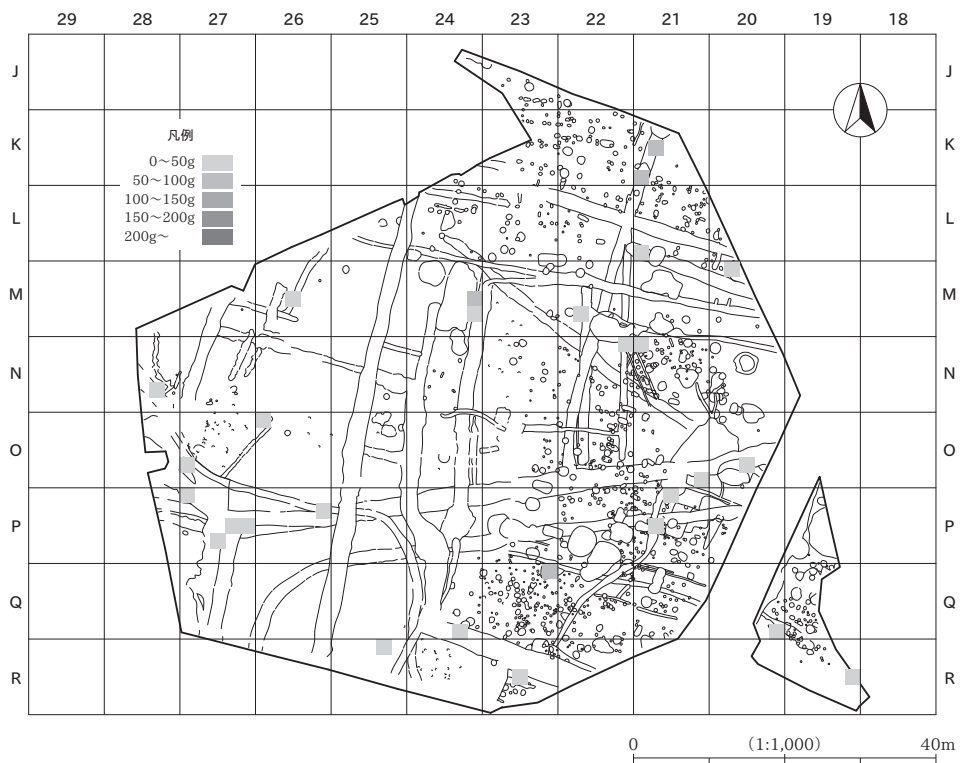 29 28 27 26 25 24 23 22 21 20 19 18
J J
K K
L L
M M
N N
O O
P P
Q Q
R R
凡例
0～50g
50～100g
100～150g
150～200g
200g～
0 （1:1,000） 40m